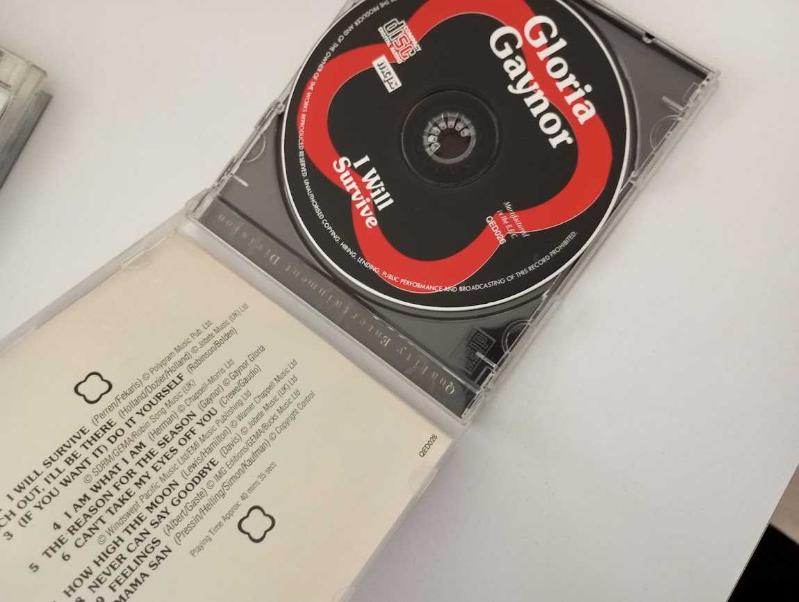 Gloria
Gaynor
COMPACT
disc
DIGITAL AUDIO
mcps
I Will
Survive
Manufactured
in the E.E.C.
QED026
OF THE PRODUCER AND OF THE OWNER OF THE WORKS REPRODUCED RESERVED. UNAUTHORISED COPYING, HIRING, LENDING, PUBLIC PERFORMANCE AND BROADCASTING OF THIS RECORD PROHIBITED.
Quality Entertainment Division
I WILL SURVIVE (Perren/Fekaris) © Polygram Music Pub. Ltd
CH OUT, I'LL BE THERE (Holland/Dozier/Holland) © Jobete Music (UK) Ltd
3 (IF YOU WANT IT) DO IT YOURSELF (Robinson/Bolden)
© SDRM/GEMA/Robin Song Music (UK)
4 I AM WHAT I AM (Herman) © Chappell-Morris Ltd
5 THE REASON FOR THE SEASON (Gaynor) © Gaynor Gloria
6 CAN'T TAKE MY EYES OFF YOU (Crewe/Gaudio)
© Windswept Pacific Music Ltd/EMI Music Publishing Ltd
HOW HIGH THE MOON (Lewis/Hamilton) © Warner Chappell Music Ltd
8 NEVER CAN SAY GOODBYE (Davis) © Jobete Music (UK) Ltd
9 FEELINGS (Albert/Gaste) © IMG Editions/GEMA/Bucks Music Ltd
MAMA SAN (Pressin/Helling/Simon/Kaufman) © Copyright Control
Playing Time Approx: 40 mins 35 secs
QED026